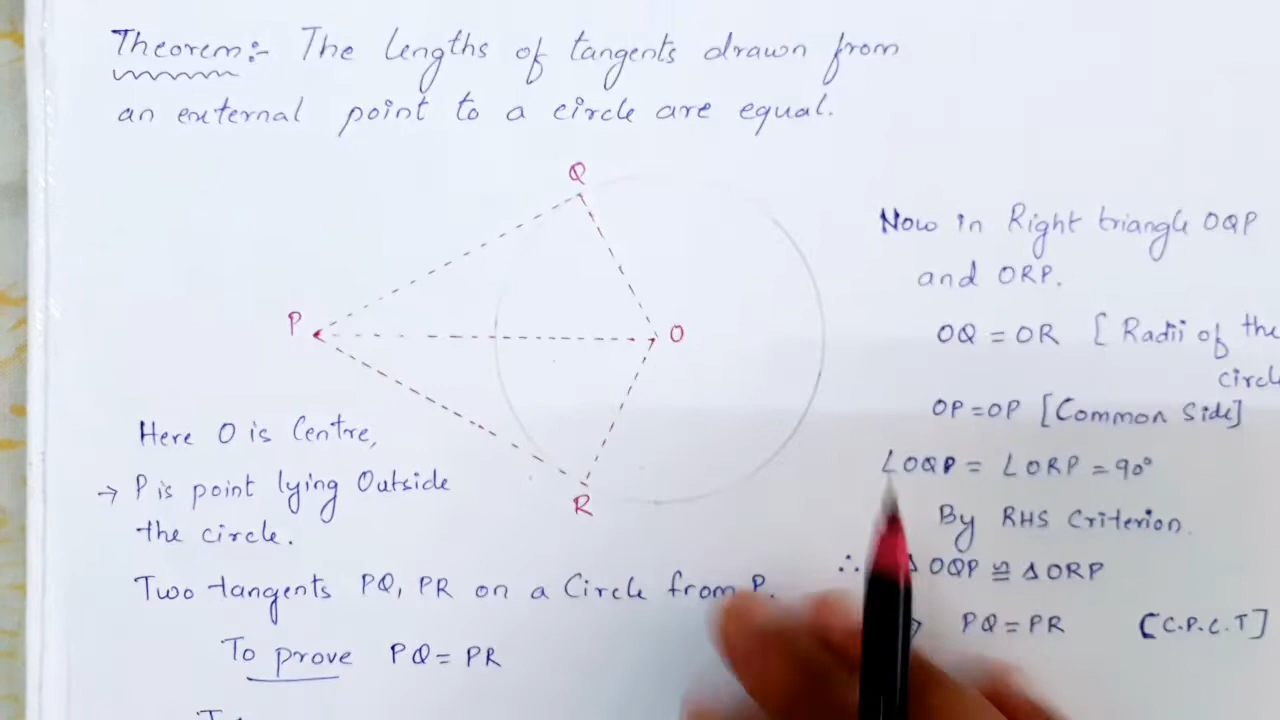 Theorem:- The lengths of tangents drawn from
an external point to a circle are equal.
Q
P
O
R
Here O is Centre,
→ P is point lying Outside
the circle.
Two tangents PQ, PR on a Circle from P.
To prove PQ = PR
Now in Right triangle OQP
and ORP.
OQ = OR [Radii of the
circle
OP = OP [Common Side]
∠OQP = ∠ORP = 90°
By RHS Criterion.
∴ Δ OQP ≅ Δ ORP
PQ = PR [C.P.C.T]